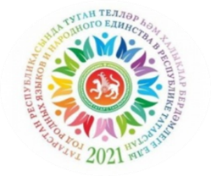 ТАТАРСТАН РЕСПУБЛИКАСЫНДА ТУГАН ТЕЛЛӘР ҺӘМ ХАЛЫКЛАР БЕРДӘМЛЕГЕ ЕЛЫ
ГОД РОДНЫХ ЯЗЫКОВ И НАРОДНОГО ЕДИНСТВА В РЕСПУБЛИКЕ ТАТАРСТАН
2021